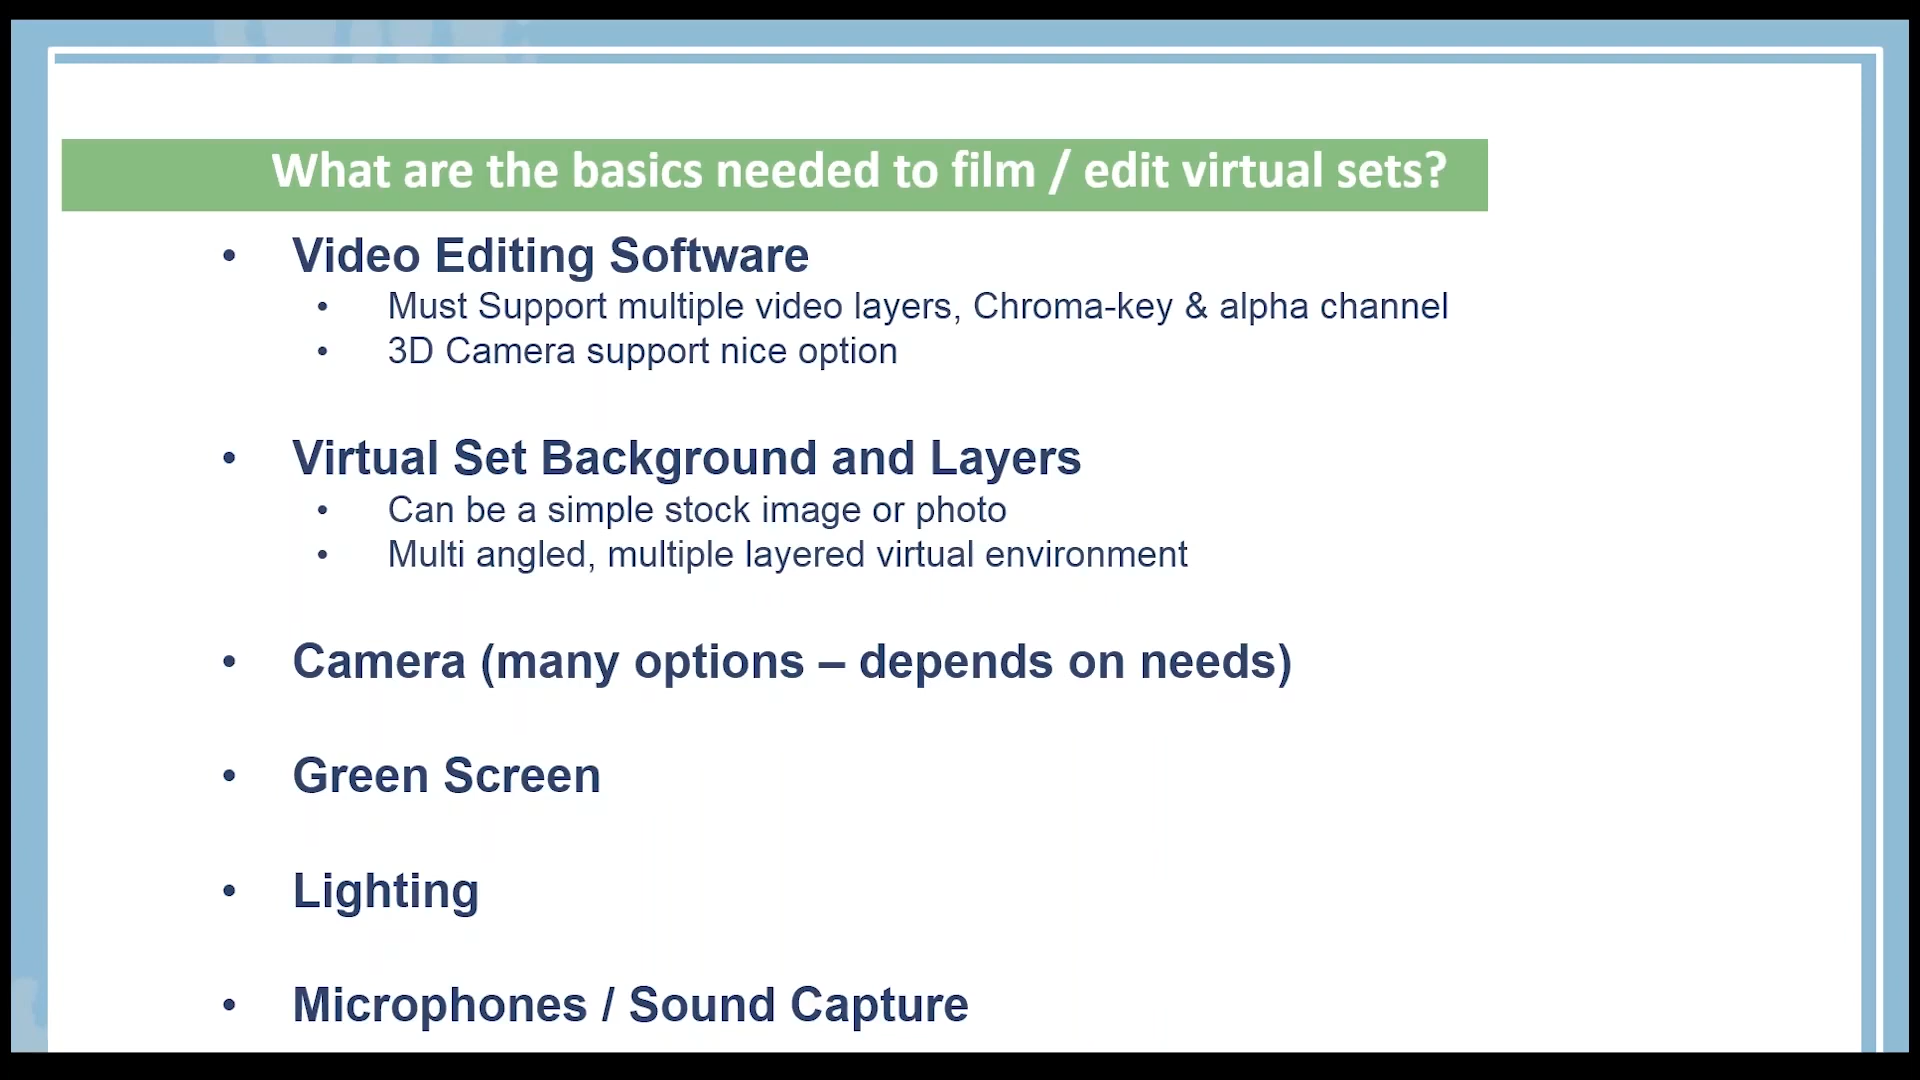 What are the basics needed to film / edit virtual sets?
• Video Editing Software
• Must Support multiple video layers, Chroma-key & alpha channel
• 3D Camera support nice option
• Virtual Set Background and Layers
• Can be a simple stock image or photo
• Multi angled, multiple layered virtual environment
• Camera (many options – depends on needs)
• Green Screen
• Lighting
• Microphones / Sound Capture